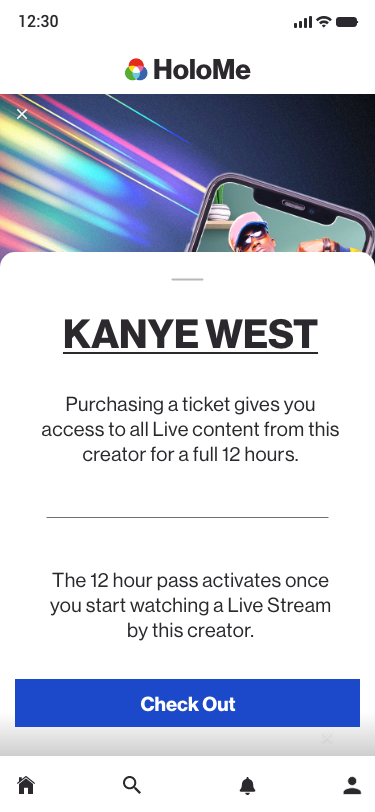 12:30
HoloMe
KANYE WEST
Purchasing a ticket gives you
access to all Live content from this
creator for a full 12 hours.
The 12 hour pass activates once
you start watching a Live Stream
by this creator.
Check Out